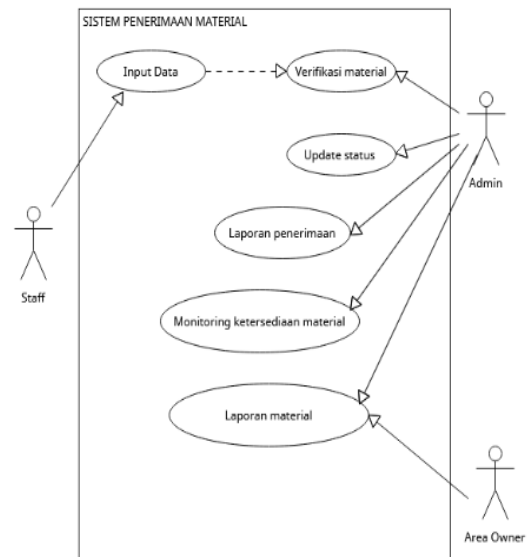 SISTEM PENERIMAAN MATERIAL
Input Data
Verifikasi material
Update status
Admin
Laporan penerimaan
Staff
Monitoring ketersediaan material
Laporan material
Area Owner